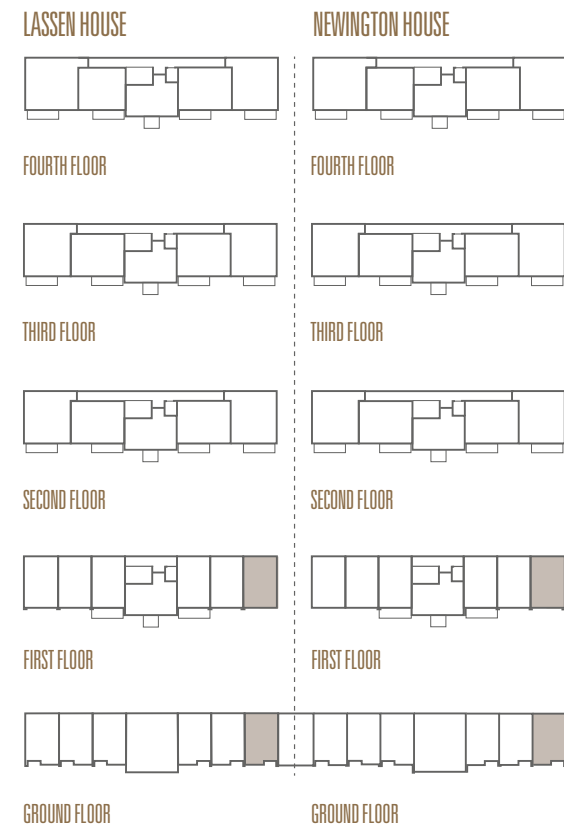 LASSEN HOUSE
NEWINGTON HOUSE
FOURTH FLOOR
FOURTH FLOOR
THIRD FLOOR
THIRD FLOOR
SECOND FLOOR
SECOND FLOOR
FIRST FLOOR
FIRST FLOOR
GROUND FLOOR
GROUND FLOOR